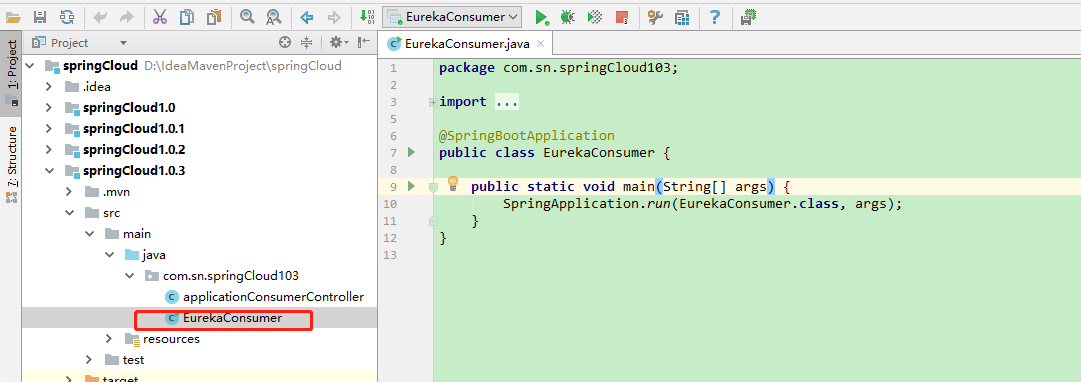 EurekaConsumer
Project
EurekaConsumer.java
1: Project
7: Structure
springCloud D:\IdeaMavenProject\springCloud
.idea
springCloud1.0
springCloud1.0.1
springCloud1.0.2
springCloud1.0.3
.mvn
src
main
java
com.sn.springCloud103
applicationConsumerController
EurekaConsumer
resources
test
target
1 package com.sn.springCloud103;
2
3 import ...
5
6 @SpringBootApplication
7 public class EurekaConsumer {
8
9 public static void main(String[] args) {
10 SpringApplication.run(EurekaConsumer.class, args);
11 }
12 }
13